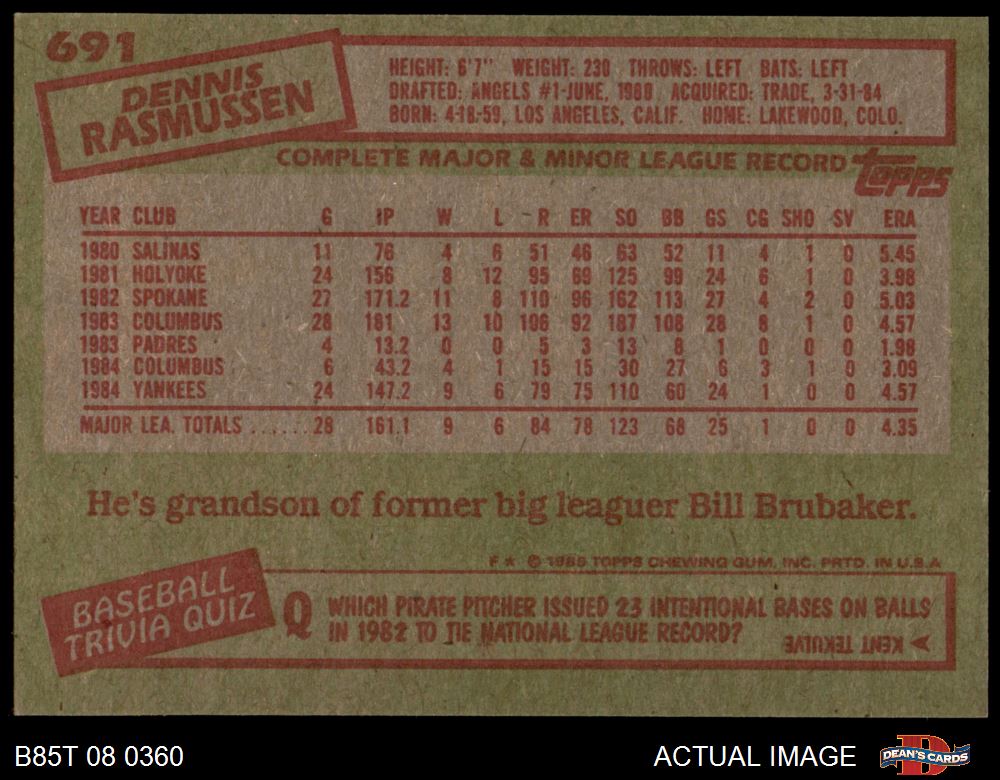 691
DENNIS
RASMUSSEN
HEIGHT: 6'7" WEIGHT: 230 THROWS: LEFT BATS: LEFT
DRAFTED: ANGELS #1-JUNE, 1980 ACQUIRED: TRADE, 3-31-84
BORN: 4-18-59, LOS ANGELES, CALIF. HOME: LAKEWOOD, COLO.
COMPLETE MAJOR & MINOR LEAGUE RECORD topps
YEAR CLUB G IP W L R ER SO BB GS CG SHO SV ERA
1980 SALINAS 11 76 4 6 51 46 63 52 11 4 1 0 5.45
1981 HOLYOKE 24 156 8 12 95 69 125 99 24 6 1 0 3.98
1982 SPOKANE 27 171.2 11 8 110 96 162 113 27 4 2 0 5.03
1983 COLUMBUS 28 181 13 10 106 92 187 108 28 8 1 0 4.57
1983 PADRES 4 13.2 0 0 5 3 13 8 1 0 0 0 1.98
1984 COLUMBUS 6 43.2 4 1 15 15 30 27 6 3 1 0 3.09
1984 YANKEES 24 147.2 9 6 79 75 110 60 24 1 0 0 4.57
MAJOR LEA. TOTALS ...... 28 161.1 9 6 84 78 123 68 25 1 0 0 4.35
He's grandson of former big leaguer Bill Brubaker.
F★ © 1985 TOPPS CHEWING GUM, INC. PRTD. IN U.S.A
BASEBALL
TRIVIA QUIZ
Q WHICH PIRATE PITCHER ISSUED 23 INTENTIONAL BASES ON BALLS
IN 1982 TO TIE NATIONAL LEAGUE RECORD?
KENT TEKULVE
B85T 08 0360
ACTUAL IMAGE
DEAN'S CARDS